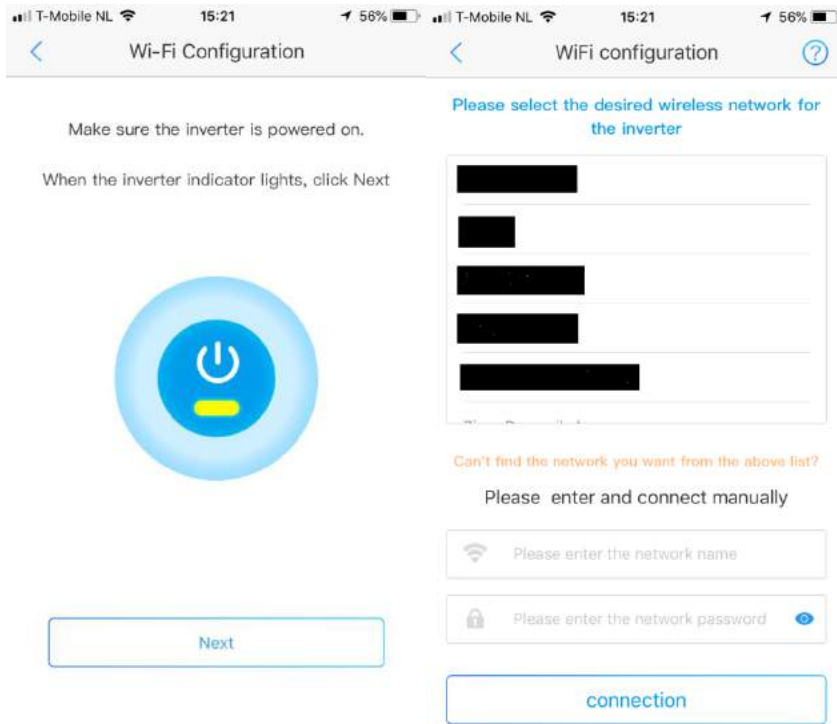 T-Mobile NL
15:21
56%
Wi-Fi Configuration
Make sure the inverter is powered on.
When the inverter indicator lights, click Next
Next
T-Mobile NL
15:21
56%
WiFi configuration
?
Please select the desired wireless network for
the inverter
Can't find the network you want from the above list?
Please enter and connect manually
Please enter the network name
Please enter the network password
connection